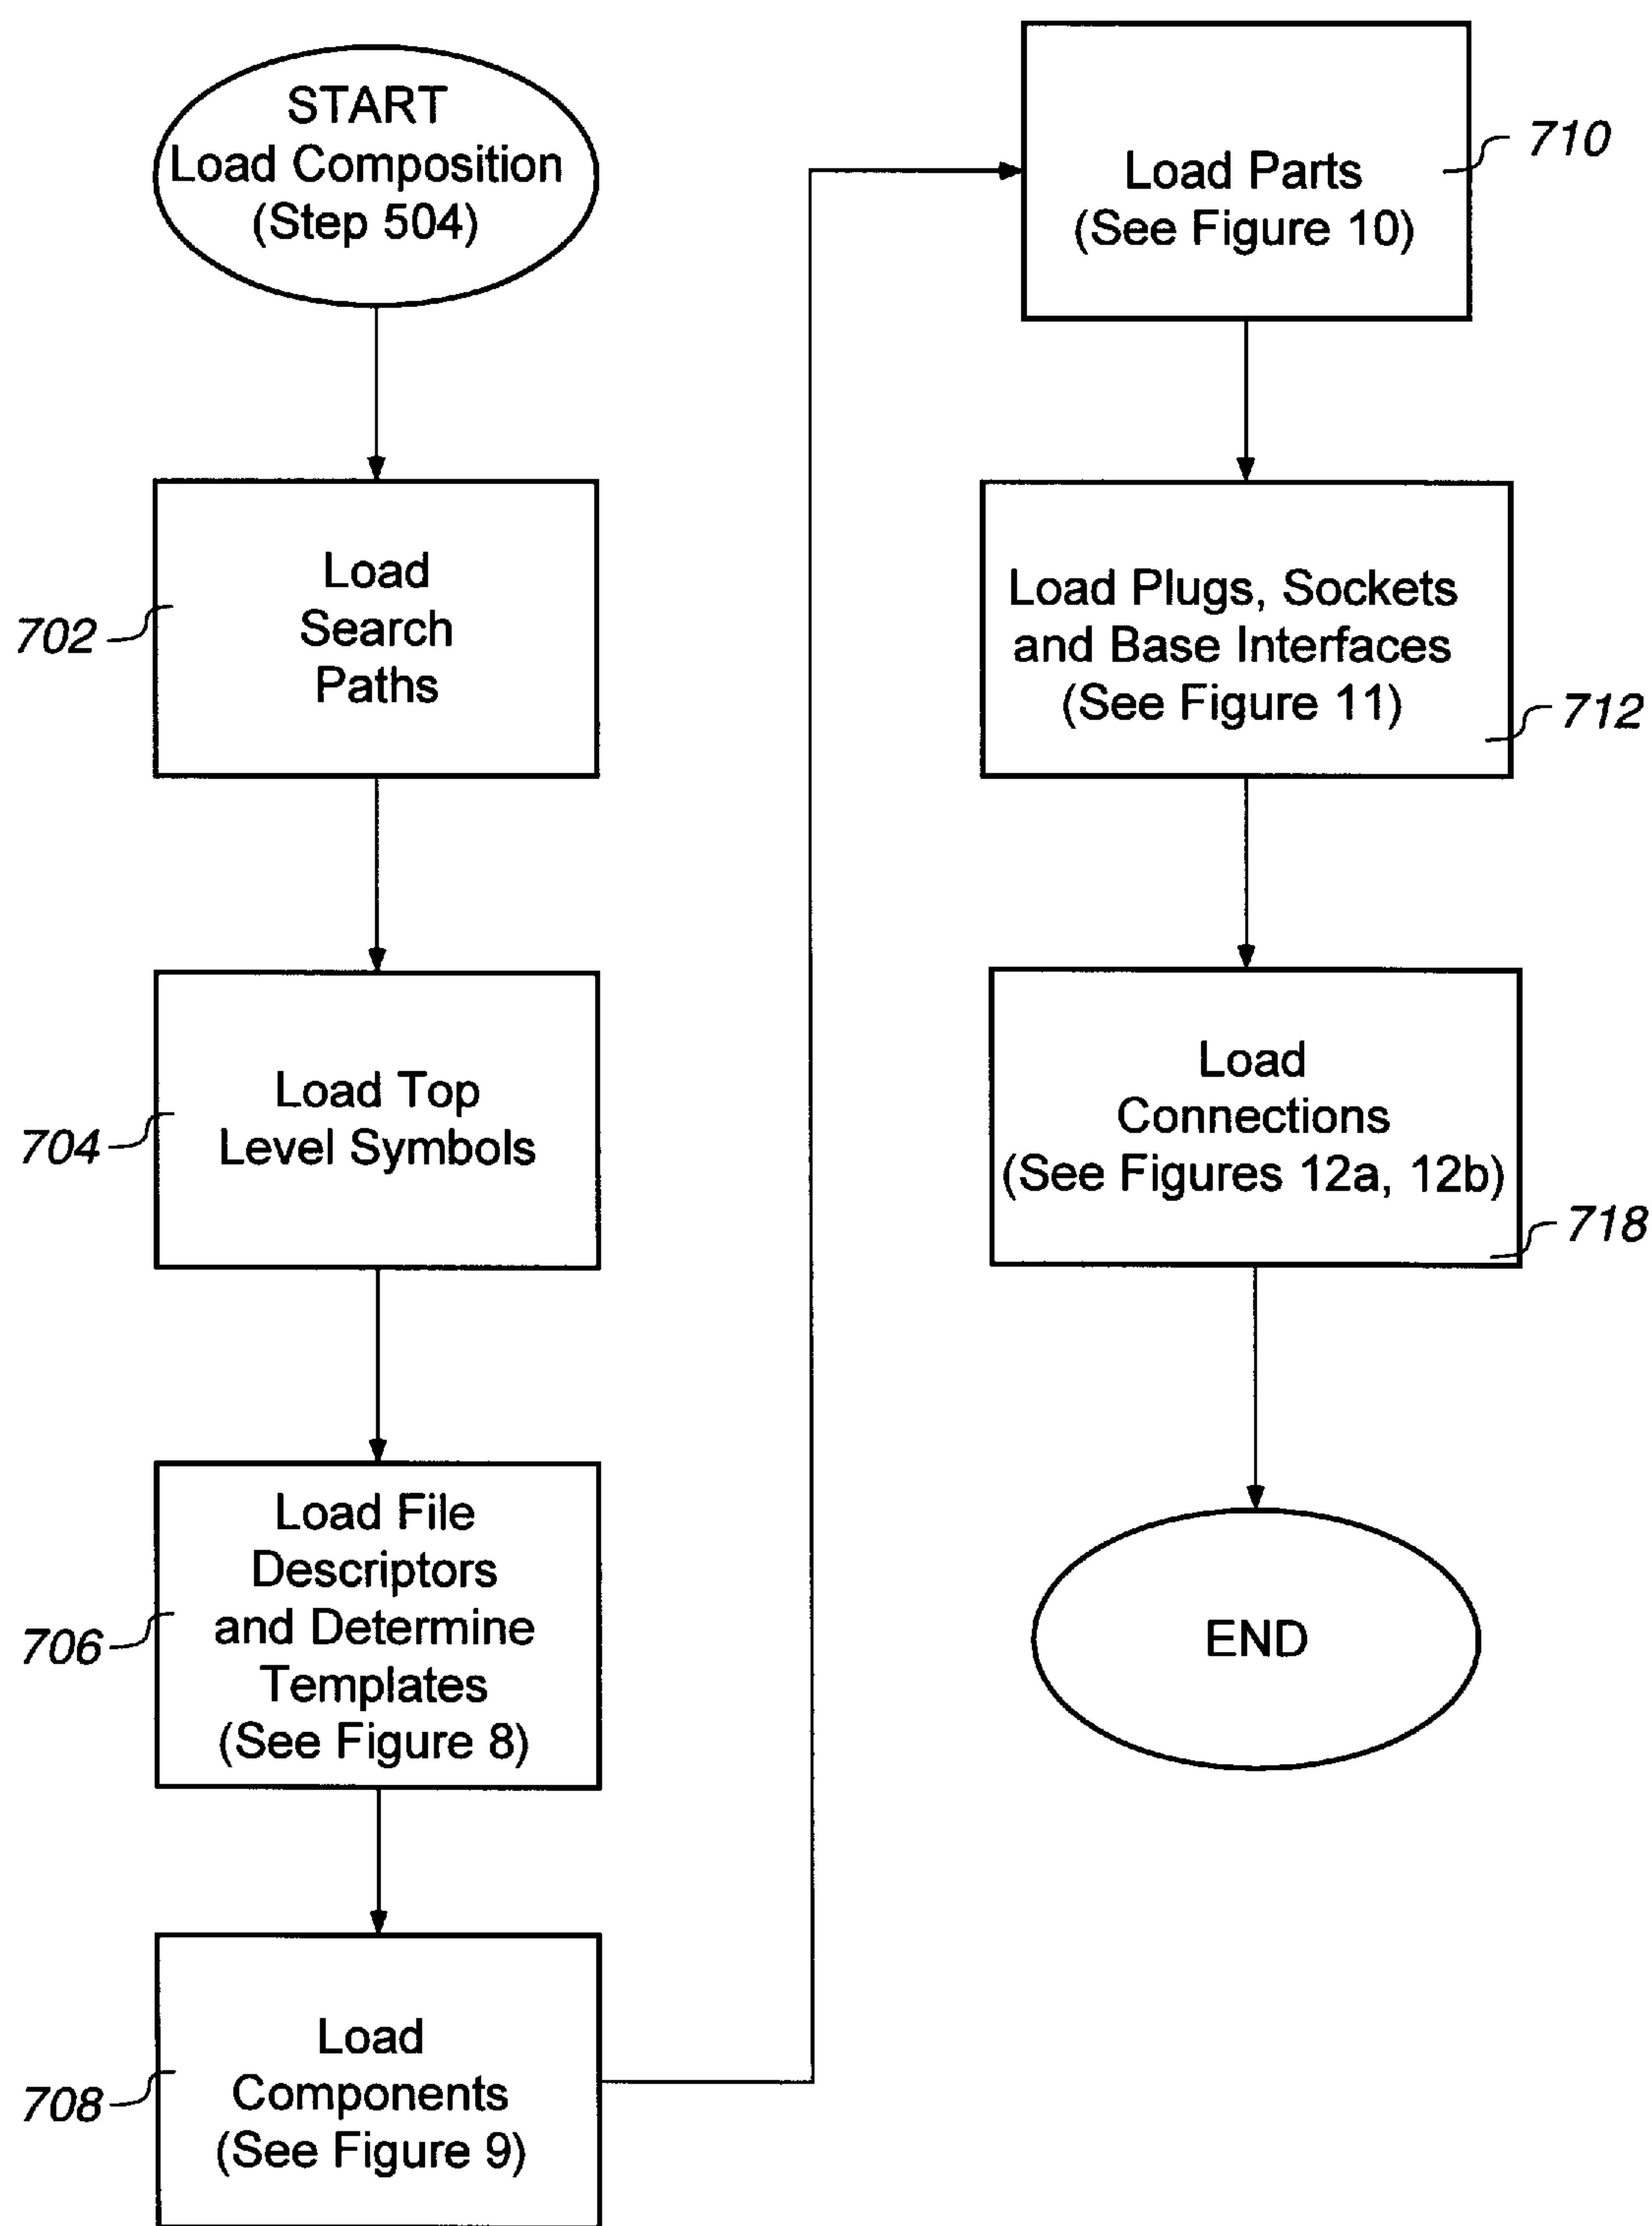 START
Load Composition
(Step 504)
702
Load
Search
Paths
704
Load Top
Level Symbols
706
Load File
Descriptors
and Determine
Templates
(See Figure 8)
708
Load
Components
(See Figure 9)
710
Load Parts
(See Figure 10)
Load Plugs, Sockets
and Base Interfaces
(See Figure 11)
712
Load
Connections
(See Figures 12a, 12b)
718
END